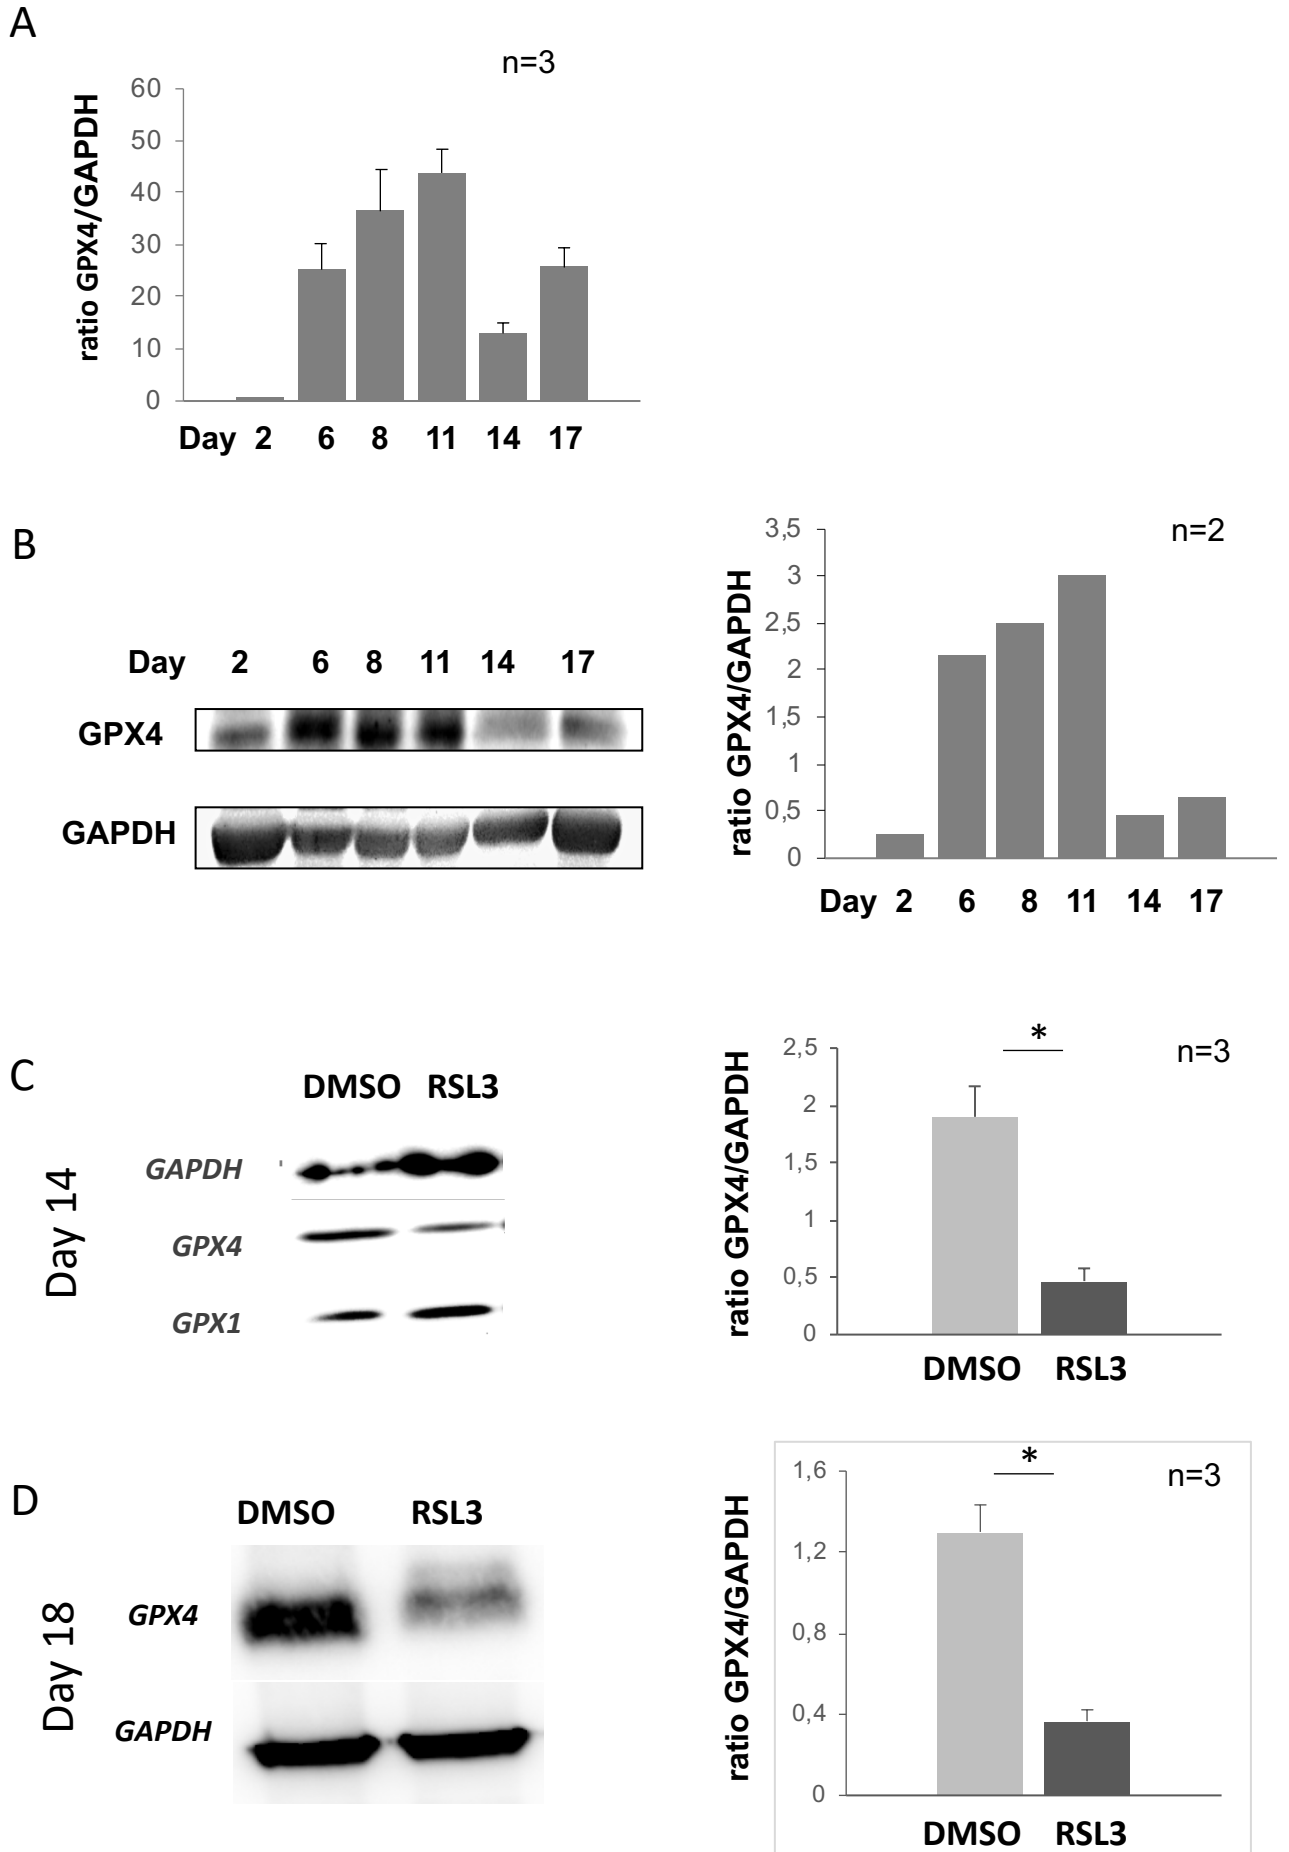 A
n=3
ratio GPX4/GAPDH
60
50
40
30
20
10
0
Day 2 6 8 11 14 17
B
Day 2 6 8 11 14 17
GPX4
GAPDH
n=2
ratio GPX4/GAPDH
3,5
3
2,5
2
1,5
1
0,5
0
Day 2 6 8 11 14 17
C
Day 14
DMSO RSL3
GAPDH
GPX4
GPX1
n=3
*
ratio GPX4/GAPDH
2,5
2
1,5
1
0,5
0
DMSO RSL3
D
Day 18
DMSO RSL3
GPX4
GAPDH
n=3
*
ratio GPX4/GAPDH
1,6
1,2
0,8
0,4
0
DMSO RSL3